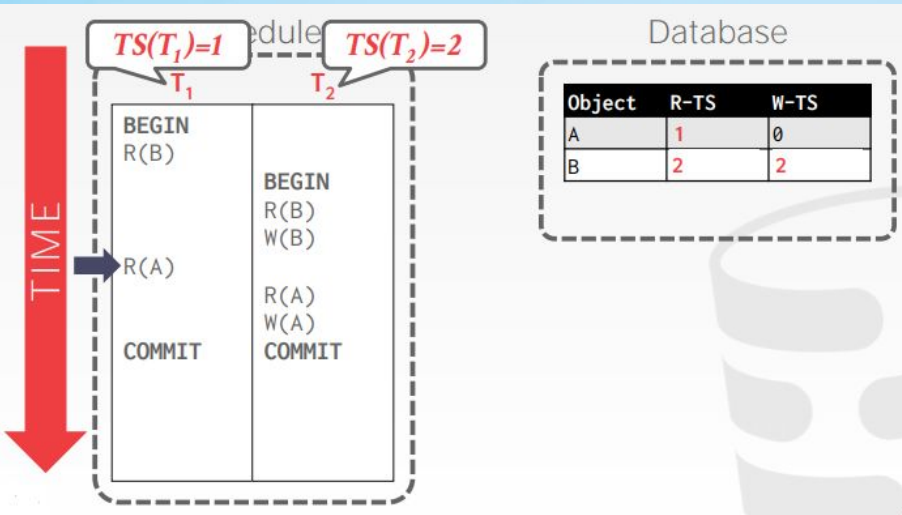 TS(T1)=1
edule
TS(T2)=2
Database
T1
T2
Object R-TS W-TS
A 1 0
B 2 2
TIME
BEGIN
R(B)
BEGIN
R(B)
W(B)
R(A)
R(A)
W(A)
COMMIT COMMIT